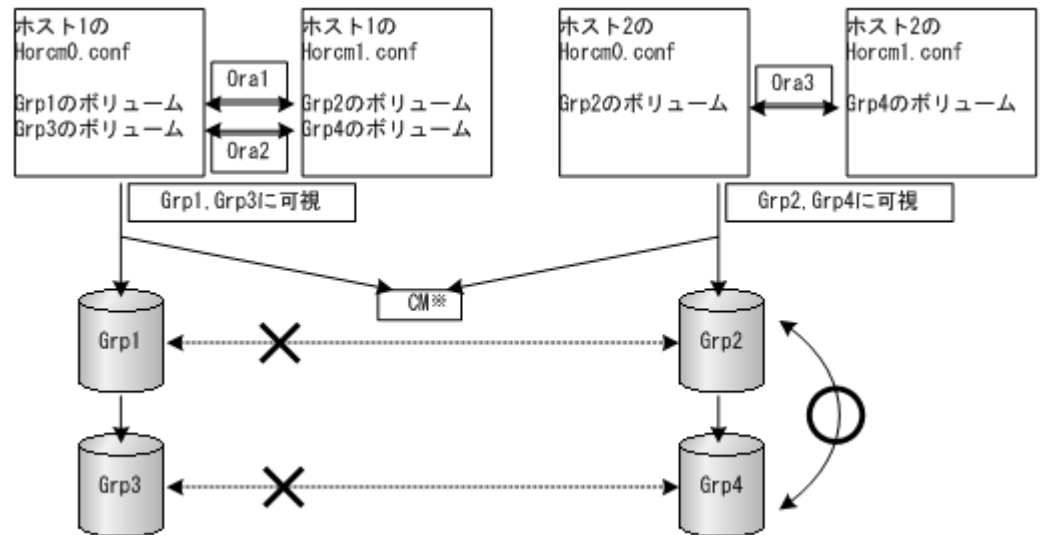 ホスト1の
Horcm0.conf
Grp1のボリューム
Grp3のボリューム
Ora1
Ora2
ホスト1の
Horcm1.conf
Grp2のボリューム
Grp4のボリューム
ホスト2の
Horcm0.conf
Grp2のボリューム
Ora3
ホスト2の
Horcm1.conf
Grp4のボリューム
Grp1,Grp3に可視
Grp2,Grp4に可視
CM※
Grp1
Grp2
Grp3
Grp4